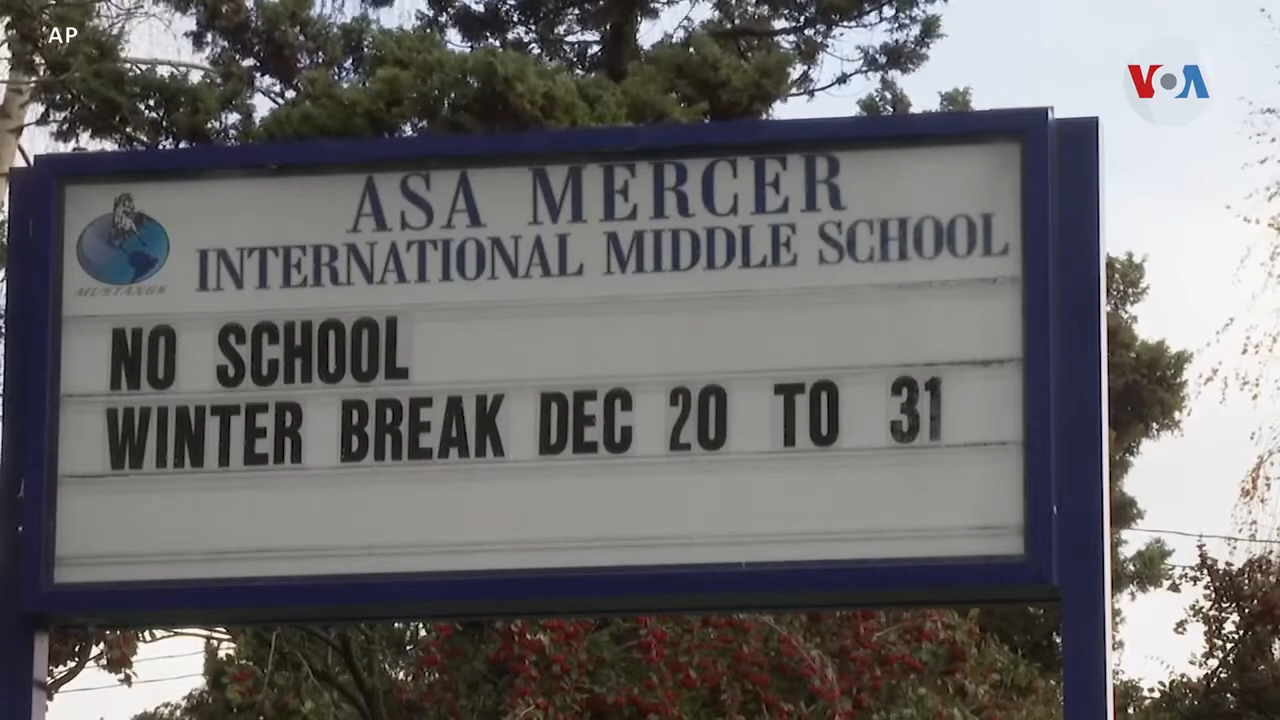 AP
VOA
ASA MERCER
INTERNATIONAL MIDDLE SCHOOL
MUSTANGS
NO SCHOOL
WINTER BREAK DEC 20 TO 31